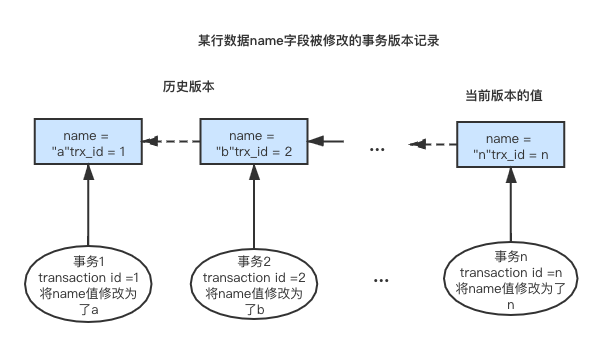 某行数据name字段被修改的事务版本记录
历史版本
当前版本的值
name =
"a"trx_id = 1
name =
"b"trx_id = 2
...
name =
"n"trx_id = n
事务1
transaction id =1
将name值修改为
了a
事务2
transaction id =2
将name值修改为
了b
...
事务n
transaction id =n
将name值修改为了
n